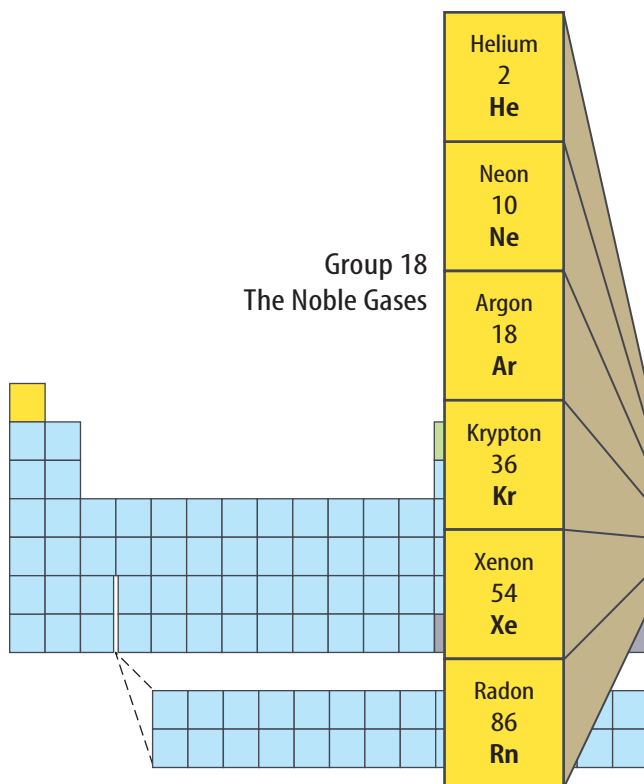 Helium
2
He
Neon
10
Ne
Group 18
The Noble Gases
Argon
18
Ar
Krypton
36
Kr
Xenon
54
Xe
Radon
86
Rn